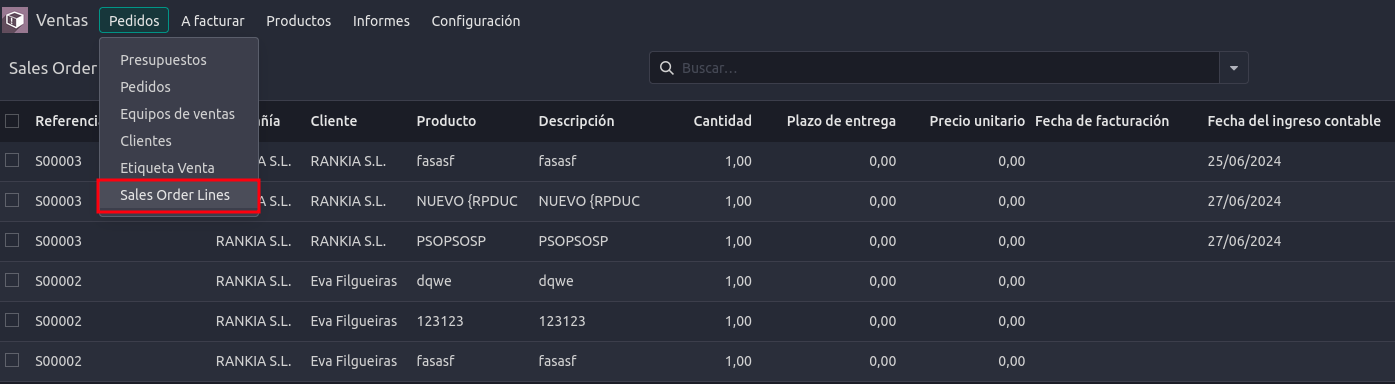 Ventas Pedidos A facturar Productos Informes Configuración
Sales Order Buscar...
Presupuestos
Pedidos
Equipos de ventas
Clientes
Etiqueta Venta
Sales Order Lines
Referenci ñía Cliente Producto Descripción Cantidad Plazo de entrega Precio unitario Fecha de facturación Fecha del ingreso contable
S00003 A S.L. RANKIA S.L. fasasf fasasf 1,00 0,00 0,00 25/06/2024
S00003 A S.L. RANKIA S.L. NUEVO {RPDUC NUEVO {RPDUC 1,00 0,00 0,00 27/06/2024
S00003 RANKIA S.L. RANKIA S.L. PSOPSOSP PSOPSOSP 1,00 0,00 0,00 27/06/2024
S00002 RANKIA S.L. Eva Filgueiras dqwe dqwe 1,00 0,00 0,00
S00002 RANKIA S.L. Eva Filgueiras 123123 123123 1,00 0,00 0,00
S00002 RANKIA S.L. Eva Filgueiras fasasf fasasf 1,00 0,00 0,00